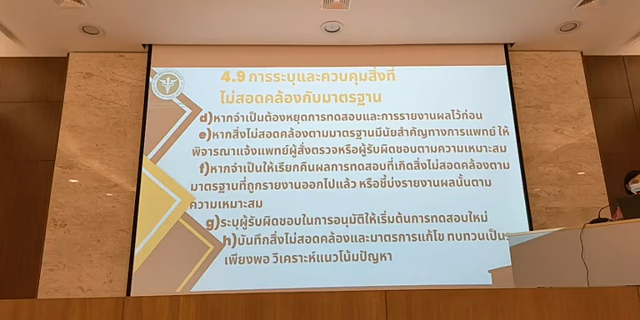 4.9 การระบุและควบคุมสิ่งที่
ไม่สอดคล้องกับมาตรฐาน
d)หากจำเป็นต้องหยุดการทดสอบและการรายงานผลไว้ก่อน
e)หากสิ่งไม่สอดคล้องตามมาตรฐานมีนัยสำคัญทางการแพทย์ ให้
พิจารณาแจ้งแพทย์ผู้สั่งตรวจหรือผู้รับผิดชอบตามความเหมาะสม
f)หากจำเป็นให้เรียกคืนผลการทดสอบที่เกิดสิ่งไม่สอดคล้องตาม
มาตรฐานที่ถูกรายงานออกไปแล้ว หรือชี้บ่งรายงานผลนั้นตาม
ความเหมาะสม
g)ระบุผู้รับผิดชอบในการอนุมัติให้เริ่มต้นการทดสอบใหม่
h)บันทึกสิ่งไม่สอดคล้องและมาตรการแก้ไข ทบทวนเป็น
เพียงพอ วิเคราะห์แนวโน้มปัญหา